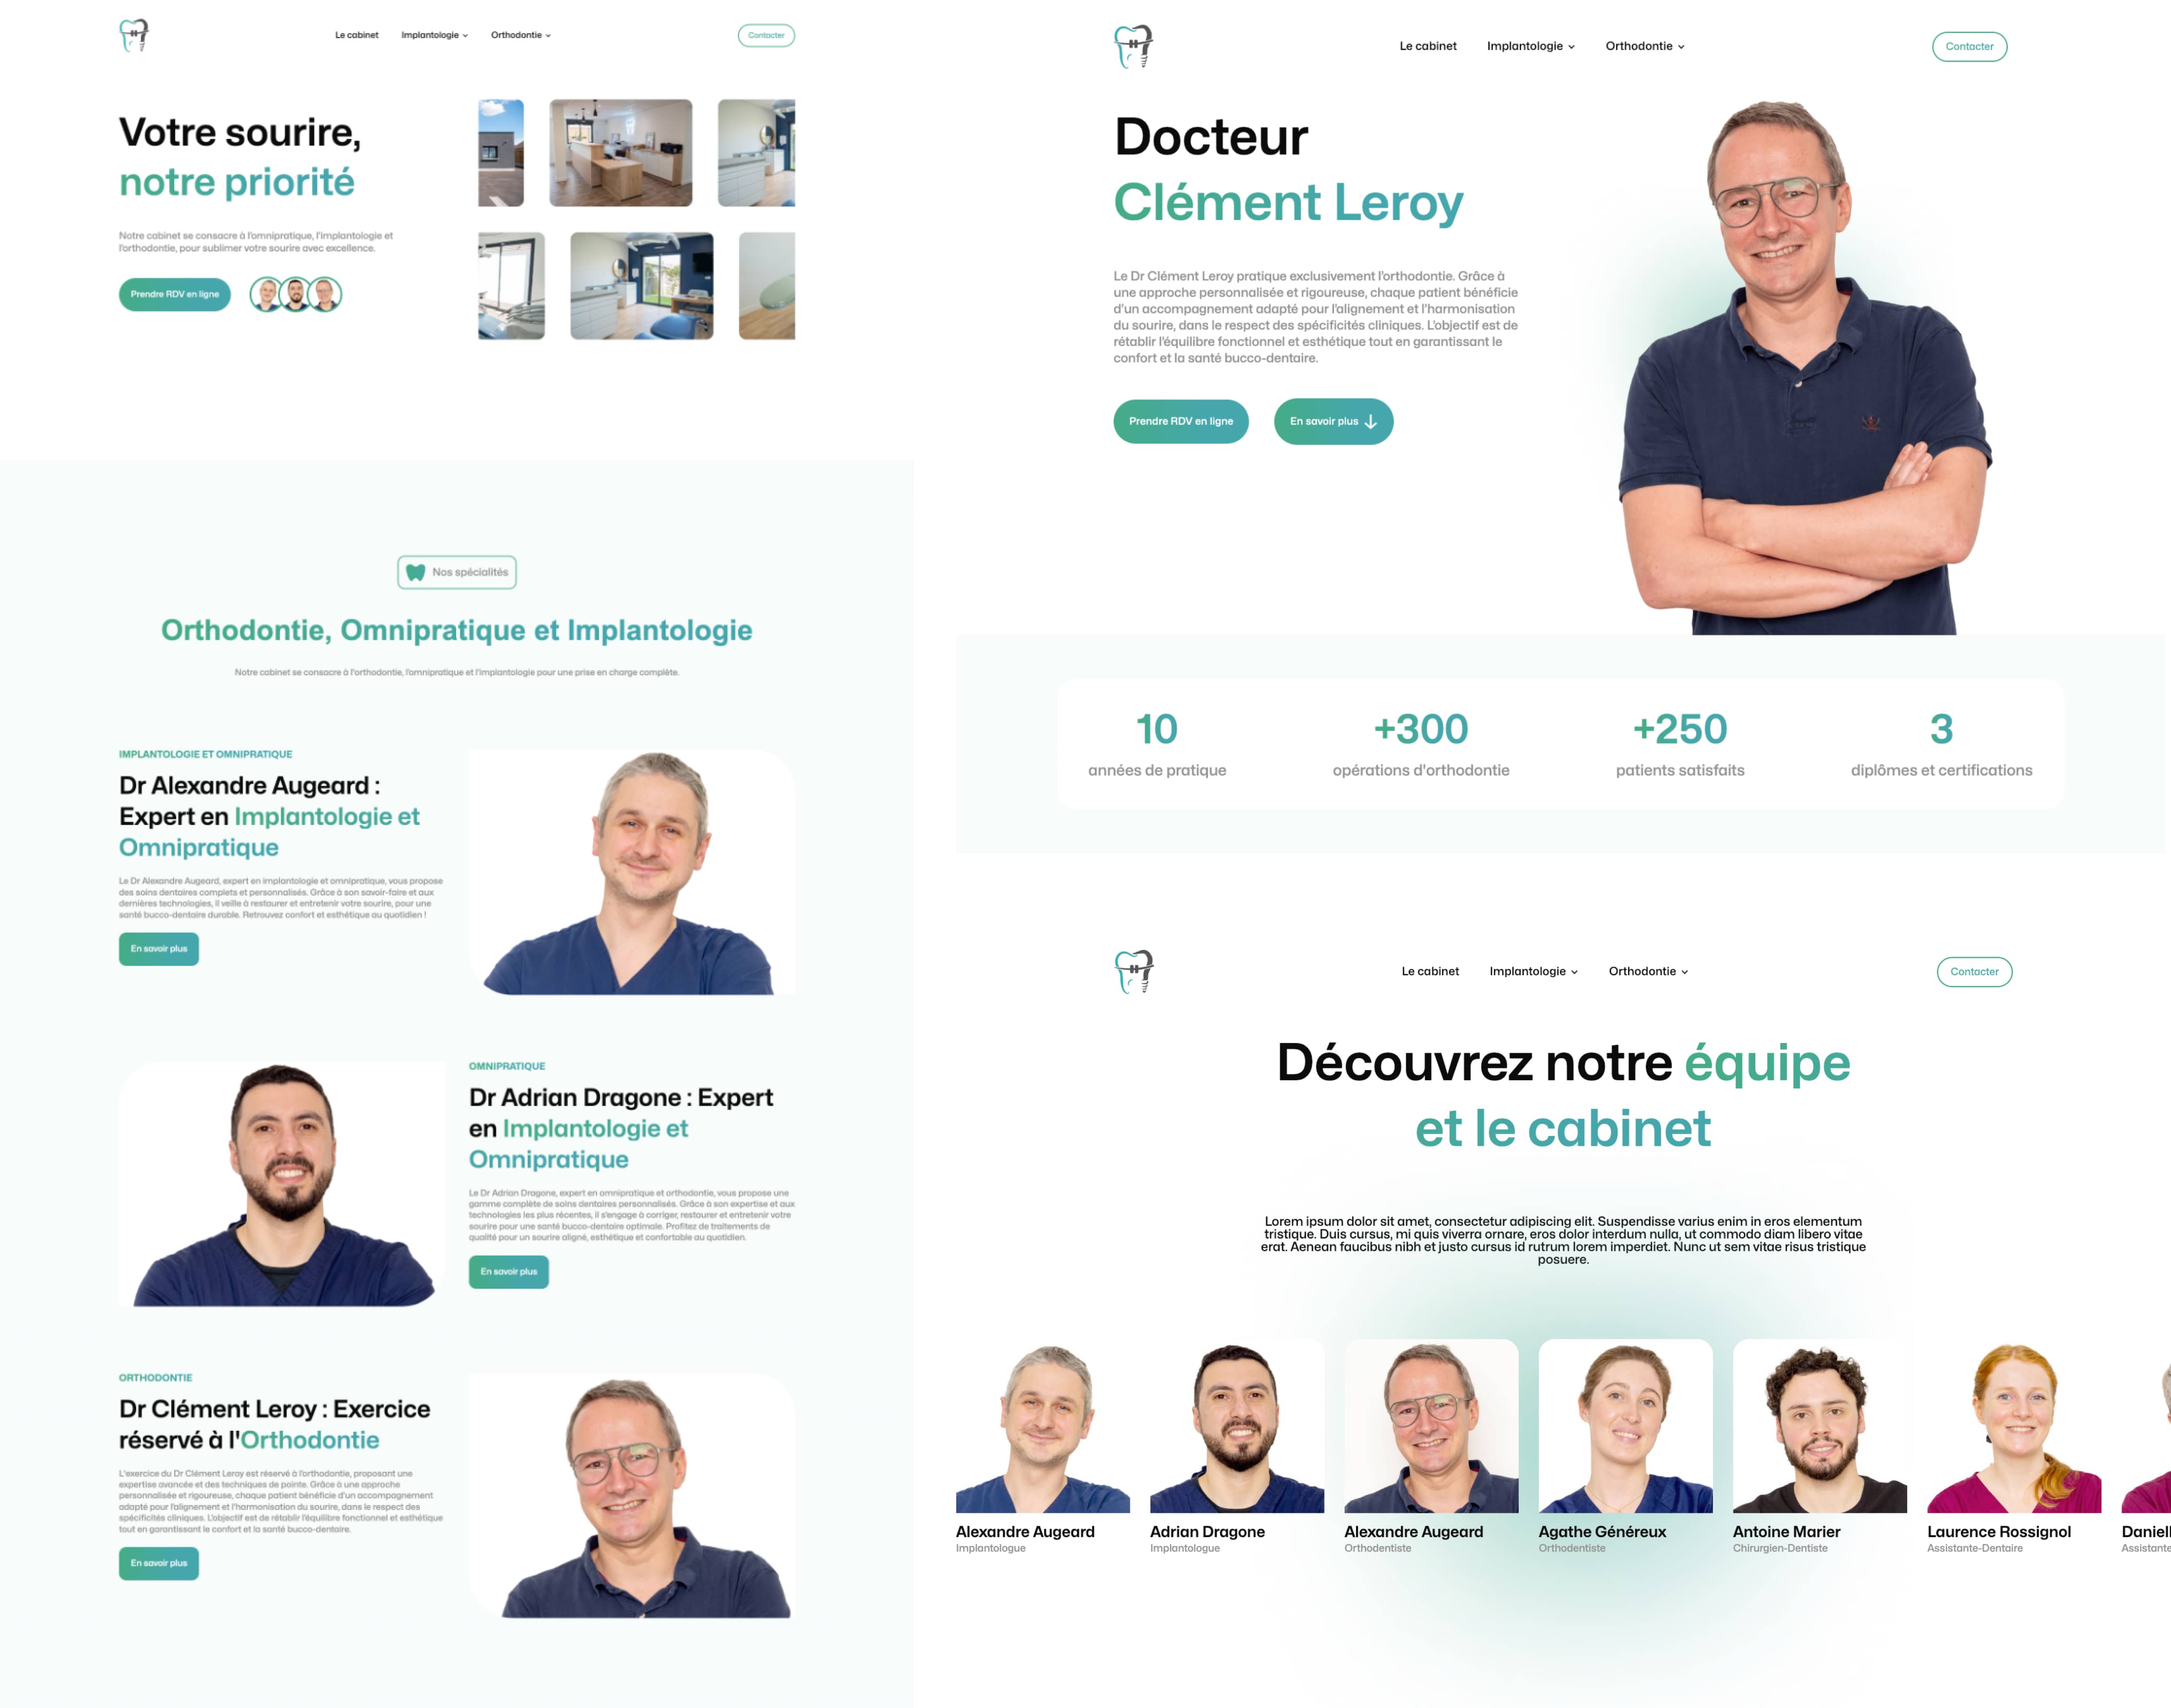 Le cabinet
Implantologie
Orthodontie
Contacter
Votre sourire,
notre priorité
Notre cabinet se consacre à l'omnipratique, l'implantologie et
l'orthodontie, pour sublimer votre sourire avec excellence.
Prendre RDV en ligne
Nos spécialités
Orthodontie, Omnipratique et Implantologie
Notre cabinet se consacre à l'orthodontie, l'omnipratique et l'implantologie pour une prise en charge complète.
IMPLANTOLOGIE ET OMNIPRATIQUE
Dr Alexandre Augeard :
Expert en Implantologie et
Omnipratique
Le Dr Alexandre Augeard, expert en implantologie et omnipratique, vous propose
des soins dentaires complets et personnalisés. Grâce à son savoir-faire et aux
dernières technologies, il veille à restaurer et entretenir votre sourire, pour une
santé bucco-dentaire durable. Retrouvez confort et esthétique au quotidien !
En savoir plus
OMNIPRATIQUE
Dr Adrian Dragone : Expert
en Implantologie et
Omnipratique
Le Dr Adrian Dragone, expert en omnipratique et orthodontie, vous propose une
gamme complète de soins dentaires personnalisés. Grâce à son expertise et aux
technologies les plus récentes, il s'engage à corriger, restaurer et entretenir votre
sourire pour une santé bucco-dentaire optimale. Profitez de traitements de
qualité pour un sourire aligné, esthétique et confortable au quotidien.
En savoir plus
ORTHODONTIE
Dr Clément Leroy : Exercice
réservé à l'Orthodontie
L'exercice du Dr Clément Leroy est réservé à l'orthodontie, proposant une
expertise avancée et des techniques de pointe. Grâce à une approche
personnalisée et rigoureuse, chaque patient bénéficie d'un accompagnement
adapté pour l'alignement et l'harmonisation du sourire, dans le respect des
spécificités cliniques. L'objectif est de rétablir l'équilibre fonctionnel et esthétique
tout en garantissant le confort et la santé bucco-dentaire.
En savoir plus
Le cabinet
Implantologie
Orthodontie
Contacter
Docteur
Clément Leroy
Le Dr Clément Leroy pratique exclusivement l'orthodontie. Grâce à
une approche personnalisée et rigoureuse, chaque patient bénéficie
d'un accompagnement adapté pour l'alignement et l'harmonisation
du sourire, dans le respect des spécificités cliniques. L'objectif est de
rétablir l'équilibre fonctionnel et esthétique tout en garantissant le
confort et la santé bucco-dentaire.
Prendre RDV en ligne
En savoir plus
10
années de pratique
+300
opérations d'orthodontie
+250
patients satisfaits
3
diplômes et certifications
Le cabinet
Implantologie
Orthodontie
Contacter
Découvrez notre équipe
et le cabinet
Lorem ipsum dolor sit amet, consectetur adipiscing elit. Suspendisse varius enim in eros elementum
tristique. Duis cursus, mi quis viverra ornare, eros dolor interdum nulla, ut commodo diam libero vitae
erat. Aenean faucibus nibh et justo cursus id rutrum lorem imperdiet. Nunc ut sem vitae risus tristique
posuere.
Alexandre Augeard
Implantologue
Adrian Dragone
Implantologue
Alexandre Augeard
Orthodentiste
Agathe Généreux
Orthodentiste
Antoine Marier
Chirurgien-Dentiste
Laurence Rossignol
Assistante-Dentaire
Daniell
Assistante